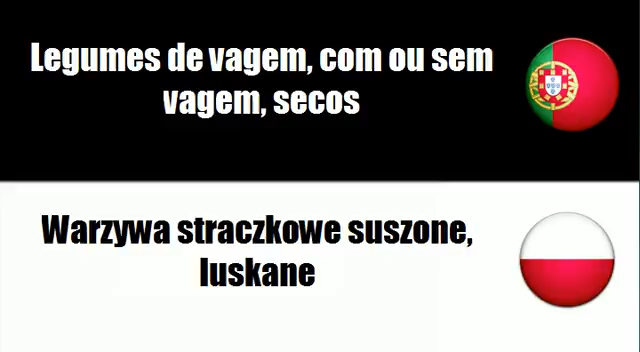 Legumes de vagem, com ou sem
vagem, secos
Warzywa straczkowe suszone,
luskane